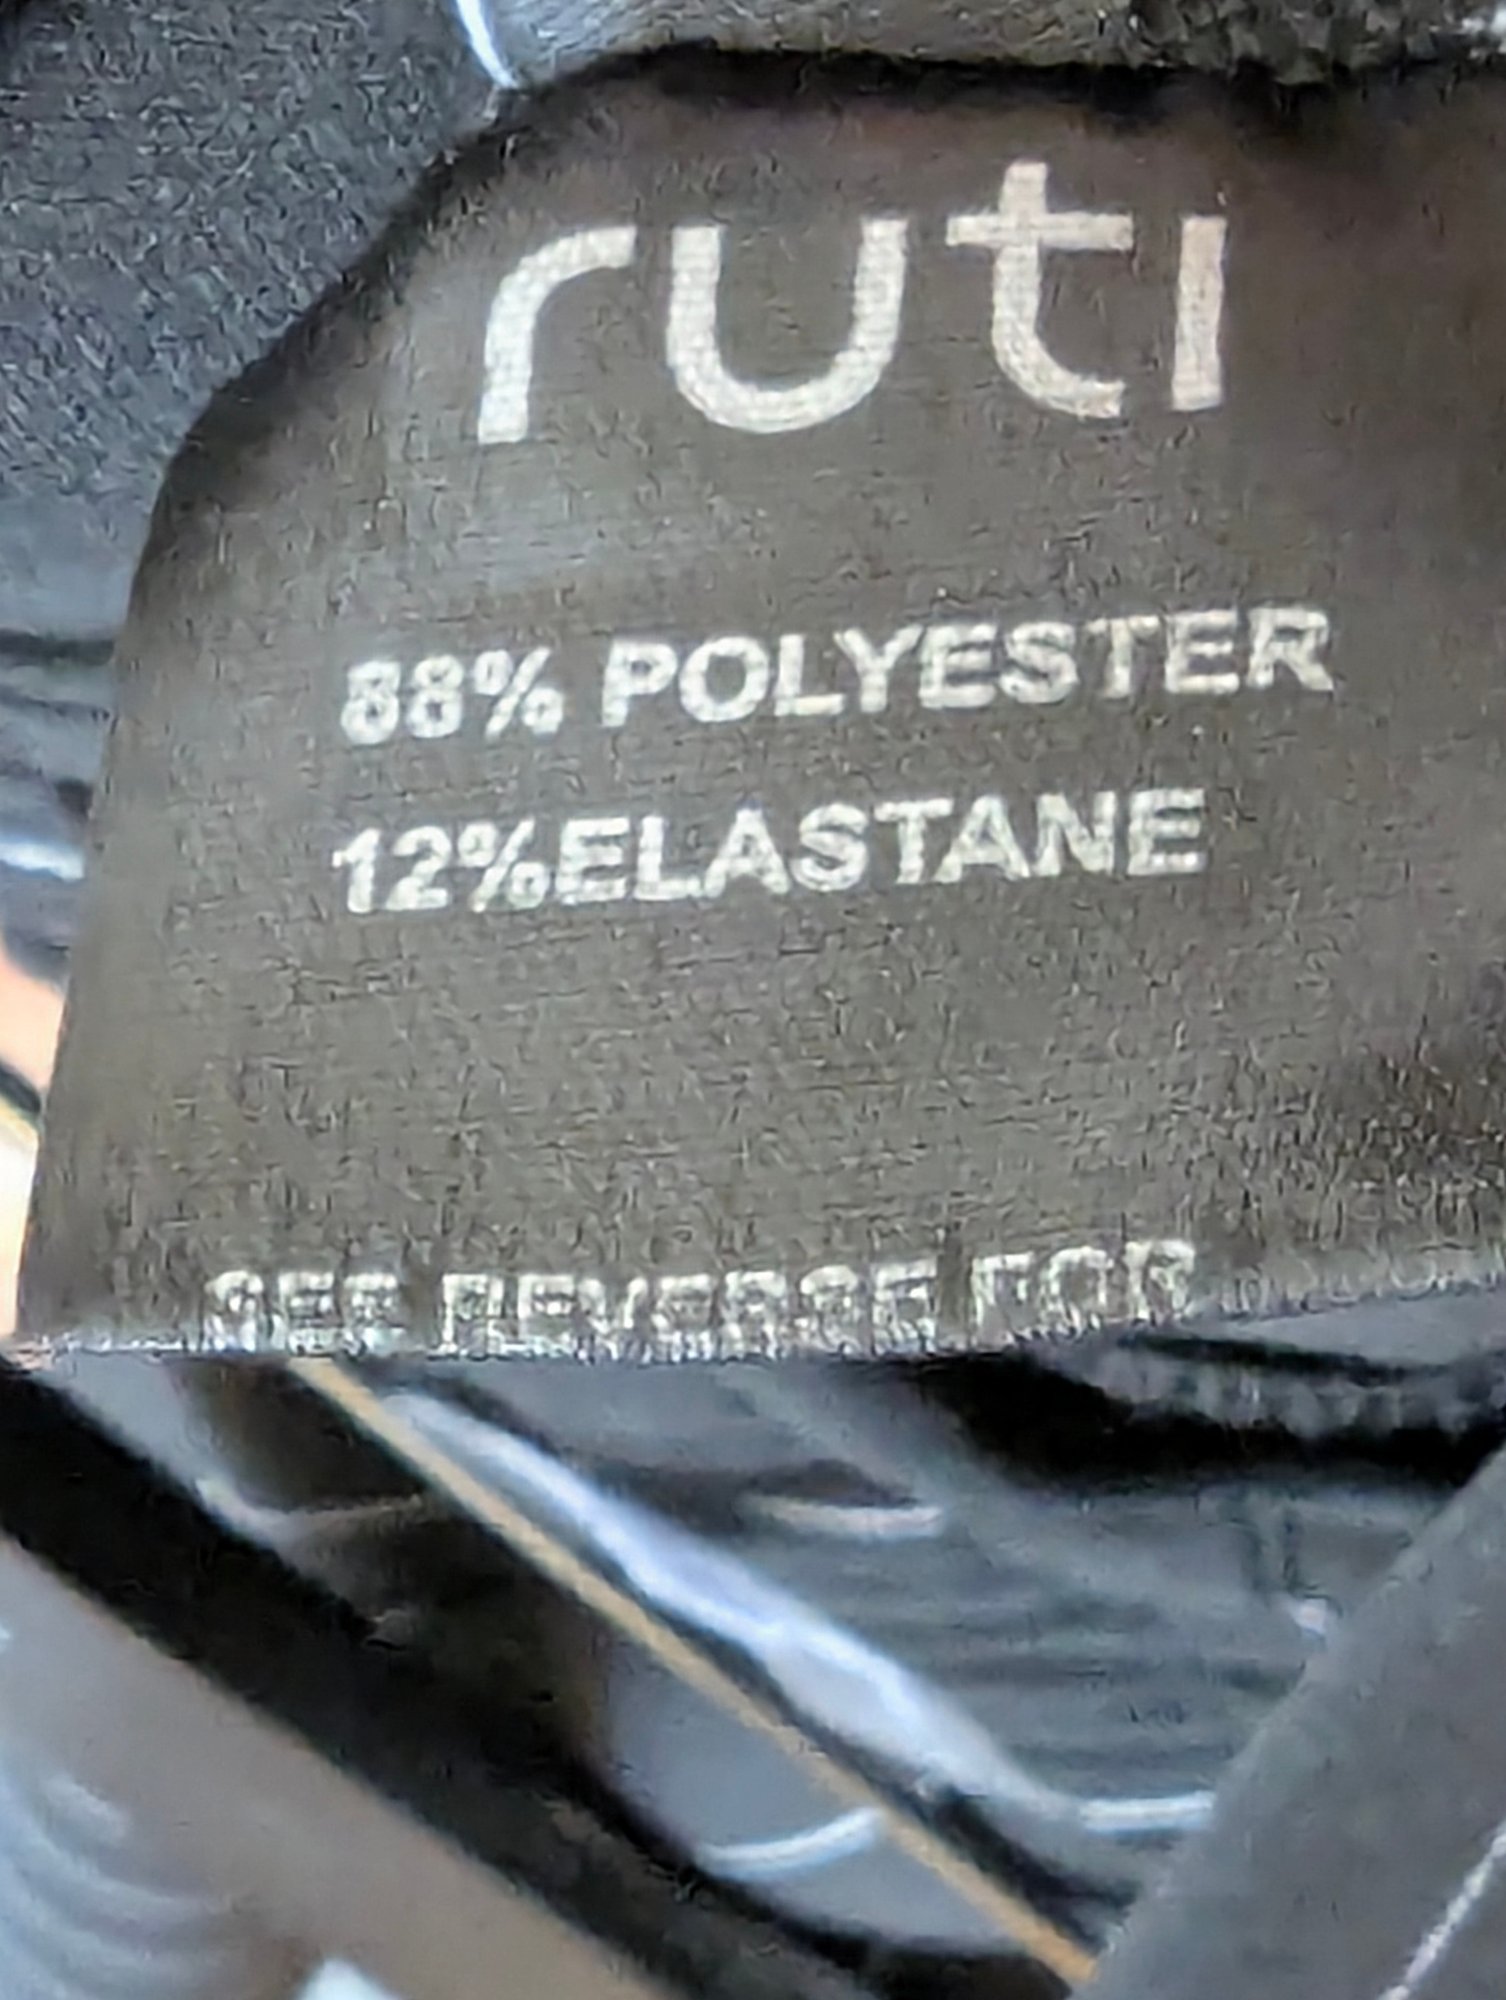 ruti
88% POLYESTER
12%ELASTANE
SEE REVERSE FOR